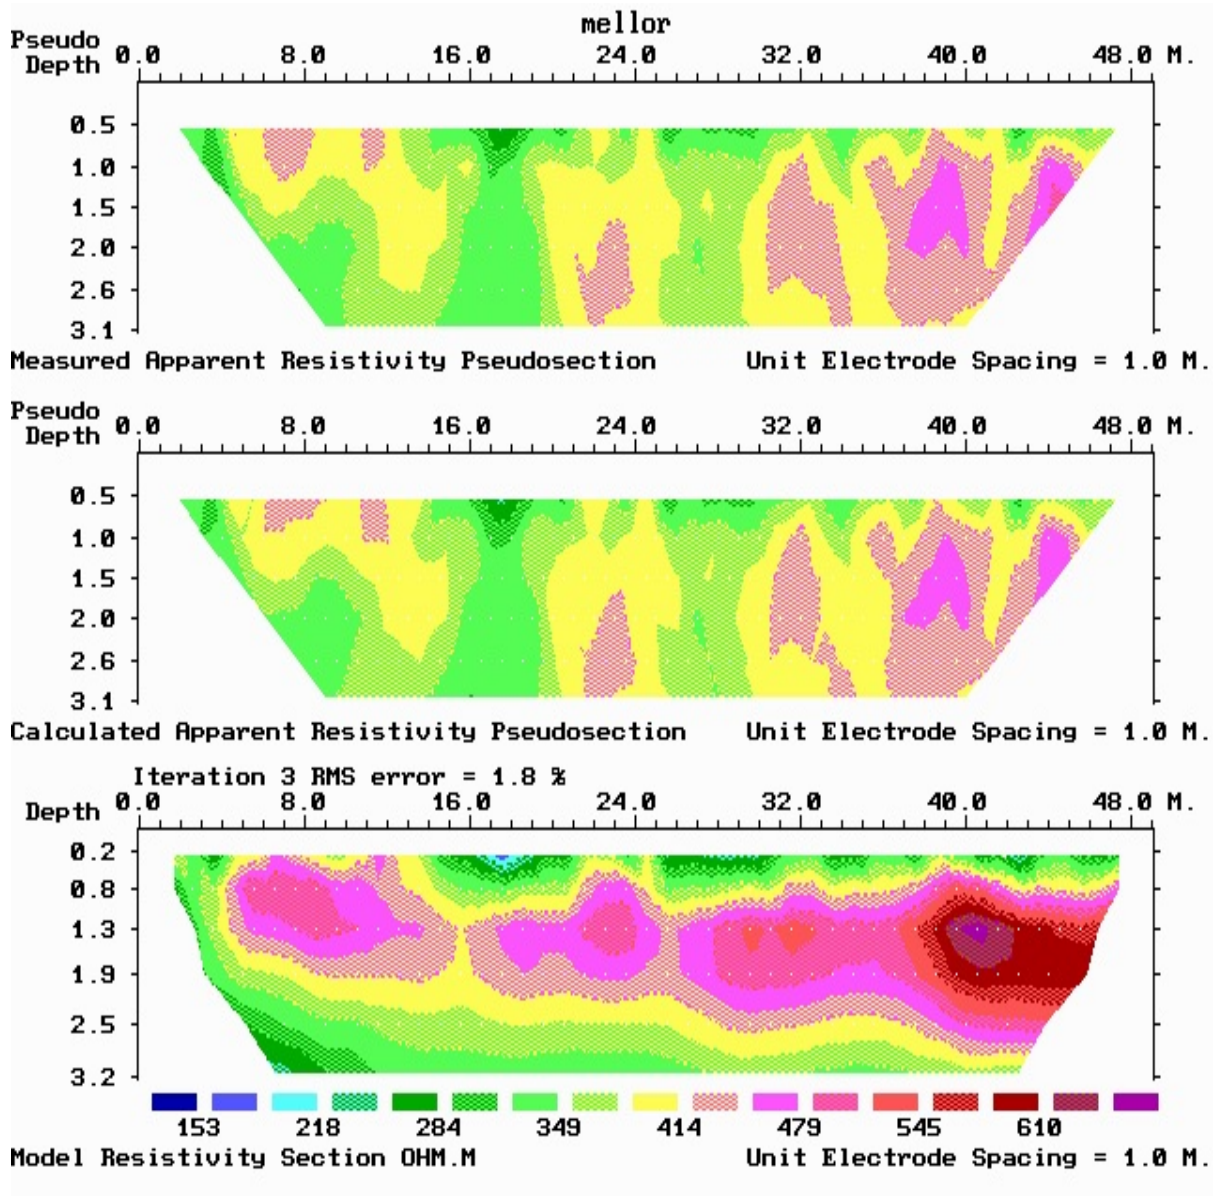 mellor
Pseudo
Depth 0.0 8.0 16.0 24.0 32.0 40.0 48.0 M.
0.5
1.0
1.5
2.0
2.6
3.1
Measured Apparent Resistivity Pseudosection Unit Electrode Spacing = 1.0 M.
Pseudo
Depth 0.0 8.0 16.0 24.0 32.0 40.0 48.0 M.
0.5
1.0
1.5
2.0
2.6
3.1
Calculated Apparent Resistivity Pseudosection Unit Electrode Spacing = 1.0 M.
Iteration 3 RMS error = 1.8 %
Depth 0.0 8.0 16.0 24.0 32.0 40.0 48.0 M.
0.2
0.8
1.3
1.9
2.5
3.2
153 218 284 349 414 479 545 610
Model Resistivity Section OHM.M Unit Electrode Spacing = 1.0 M.